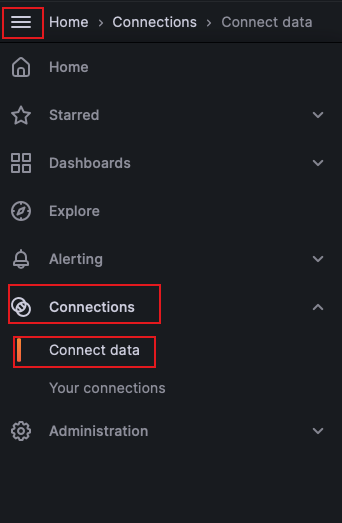 Home > Connections > Connect data
Home
Starred
Dashboards
Explore
Alerting
Connections
Connect data
Your connections
Administration